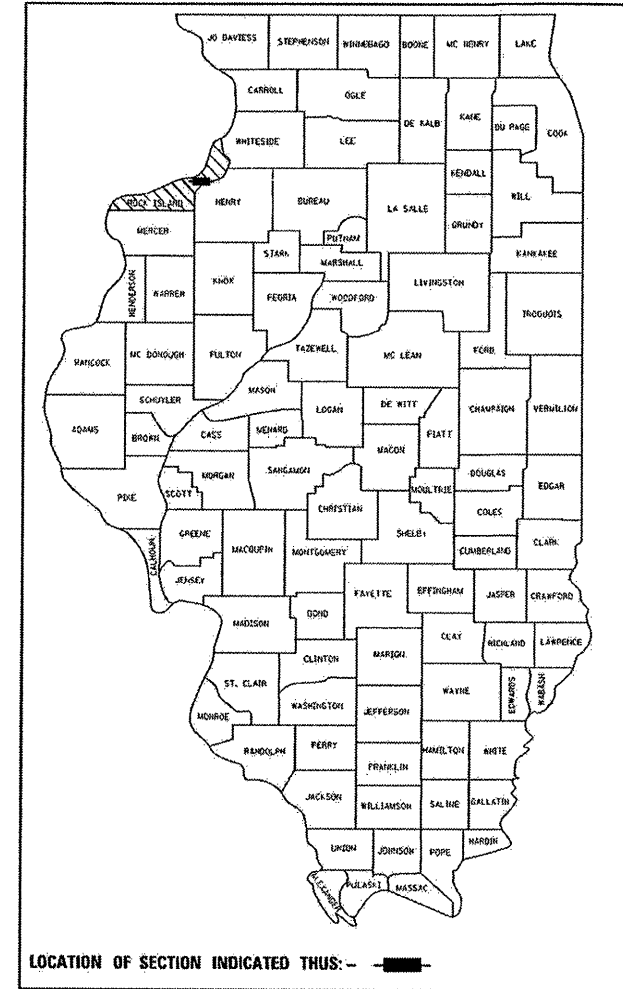 JO DAVIESS
STEPHENSON
WINNEBAGO
BOONE
MC HENRY
LAKE
CARROLL
OGLE
DE KALB
KANE
DU PAGE
COOK
WHITESIDE
LEE
KENDALL
WILL
ROCK ISLAND
HENRY
BUREAU
LA SALLE
GRUNDY
MERCER
PUTNAM
KANKAKEE
STARK
MARSHALL
HENDERSON
WARREN
KNOX
PEORIA
WOODFORD
LIVINGSTON
IROQUOIS
HANCOCK
MC DONOUGH
FULTON
TAZEWELL
MC LEAN
FORD
SCHUYLER
MASON
LOGAN
DE WITT
CHAMPAIGN
VERMILION
ADAMS
BROWN
CASS
MENARD
PIATT
MACON
MORGAN
SANGAMON
DOUGLAS
EDGAR
PIKE
SCOTT
CHRISTIAN
MOULTRIE
COLES
CALHOUN
GREENE
MACOUPIN
MONTGOMERY
SHELBY
CUMBERLAND
CLARK
JERSEY
FAYETTE
EFFINGHAM
JASPER
CRAWFORD
MADISON
BOND
CLAY
RICHLAND
LAWRENCE
CLINTON
MARION
ST. CLAIR
WAYNE
EDWARDS
WABASH
WASHINGTON
JEFFERSON
MONROE
RANDOLPH
PERRY
HAMILTON
WHITE
FRANKLIN
JACKSON
WILLIAMSON
SALINE
GALLATIN
UNION
JOHNSON
POPE
HARDIN
ALEXANDER
PULASKI
MASSAC
LOCATION OF SECTION INDICATED THUS: -